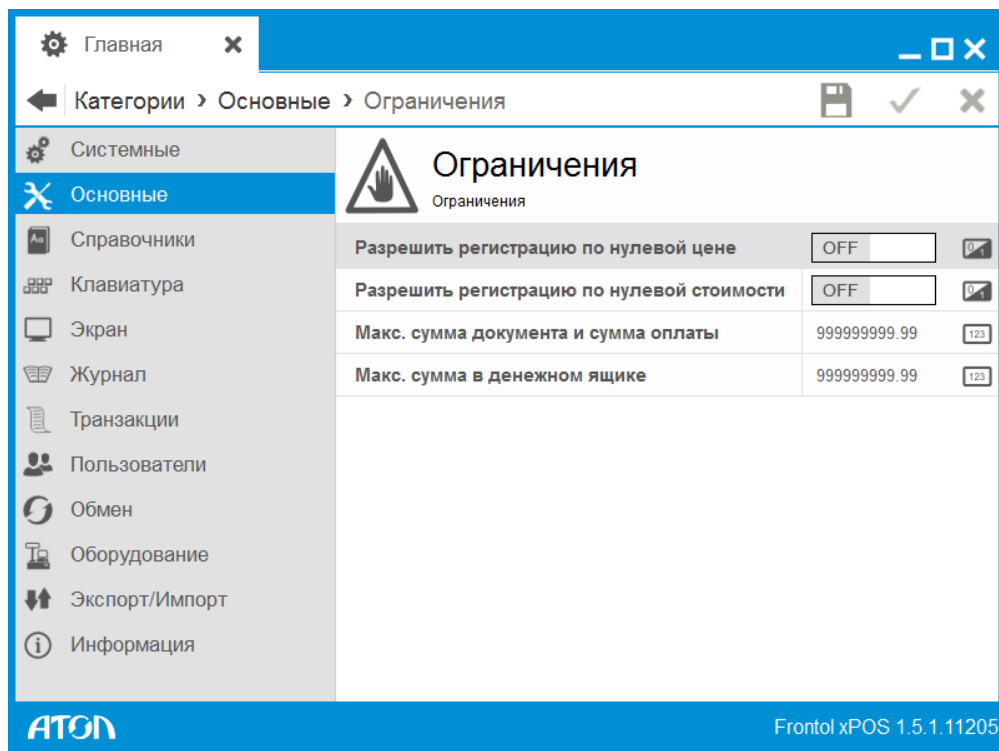 Главная
Категории > Основные > Ограничения
Системные
Основные
Справочники
Клавиатура
Экран
Журнал
Транзакции
Пользователи
Обмен
Оборудование
Экспорт/Импорт
Информация
Ограничения
Ограничения
Разрешить регистрацию по нулевой цене OFF
Разрешить регистрацию по нулевой стоимости OFF
Макс. сумма документа и сумма оплаты 999999999.99 123
Макс. сумма в денежном ящике 999999999.99 123
АТОЛ Frontol xPOS 1.5.1.11205